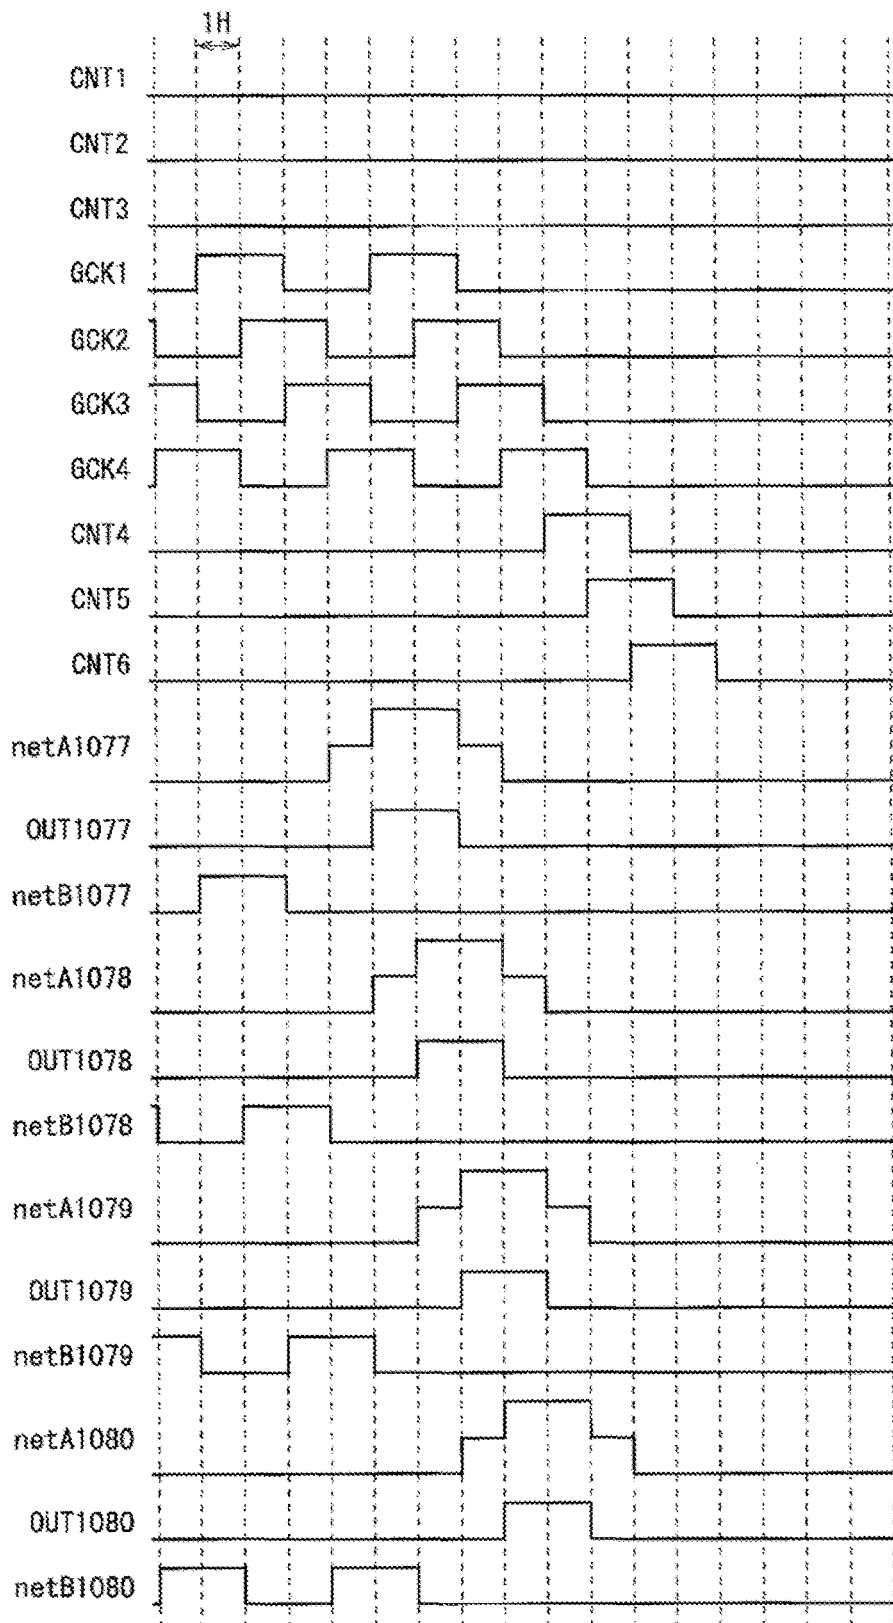 1H
CNT1
CNT2
CNT3
GCK1
GCK2
GCK3
GCK4
CNT4
CNT5
CNT6
netA1077
OUT1077
netB1077
netA1078
OUT1078
netB1078
netA1079
OUT1079
netB1079
netA1080
OUT1080
netB1080